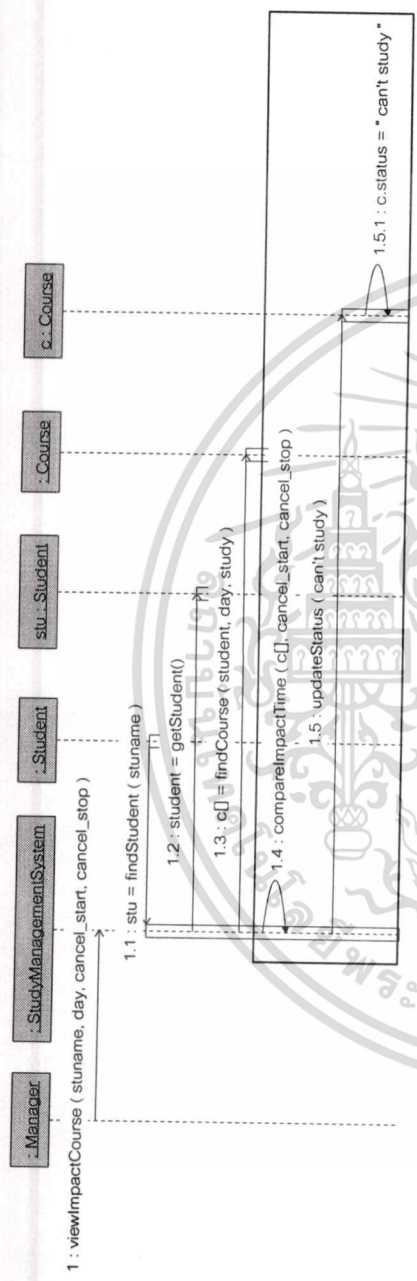 : Manager
: StudyManagementSystem
: Student
stu : Student
: Course
c : Course
1 : viewImpactCourse ( stuname, day, cancel_start, cancel_stop )
1.1 : stu = findStudent ( stuname )
1.2 : student = getStudent()
1.3 : c[] = findCourse ( student, day, study )
1.4 : compareImpactTime ( c[], cancel_start, cancel_stop )
1.5 : updateStatus ( can't study )
1.5.1 : c.status = " can't study "